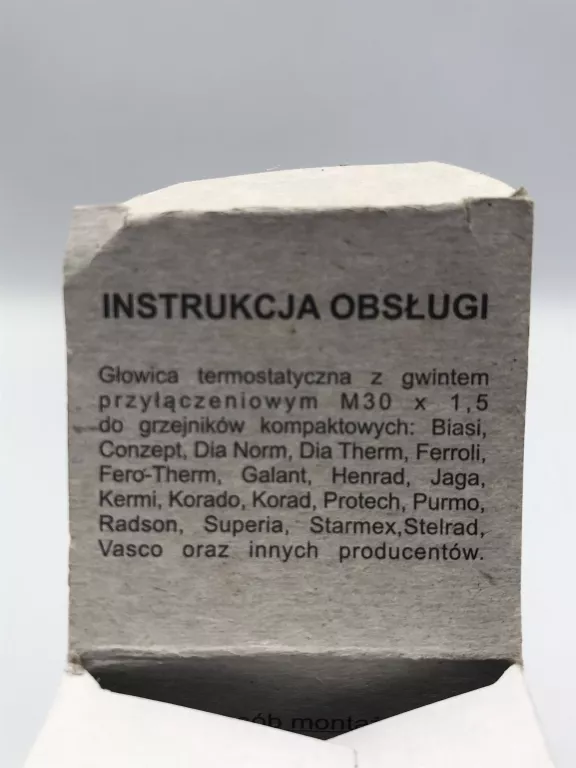 INSTRUKCJA OBSŁUGI
Głowica termostatyczna z gwintem
przyłączeniowym M30 x 1,5
do grzejników kompaktowych: Biasi,
Conzept, Dia Norm, Dia Therm, Ferroli,
Fero-Therm, Galant, Henrad, Jaga,
Kermi, Korado, Korad, Protech, Purmo,
Radson, Superia, Starmex,Stelrad,
Vasco oraz innych producentów.